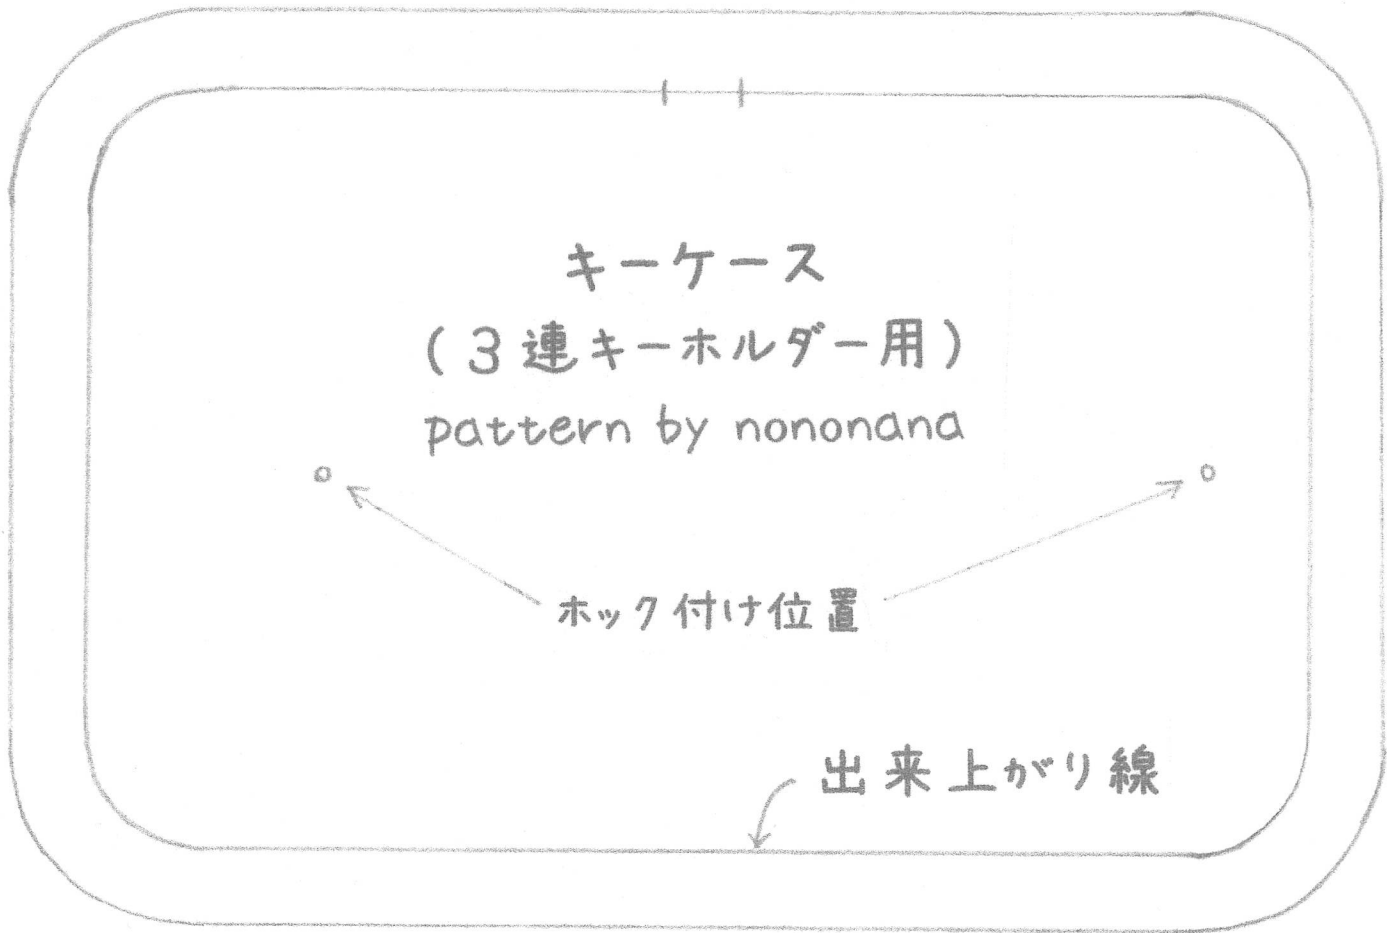 キーケース
(3連キーホルダー用)
pattern by nononana
ホック付け位置
出来上がり線